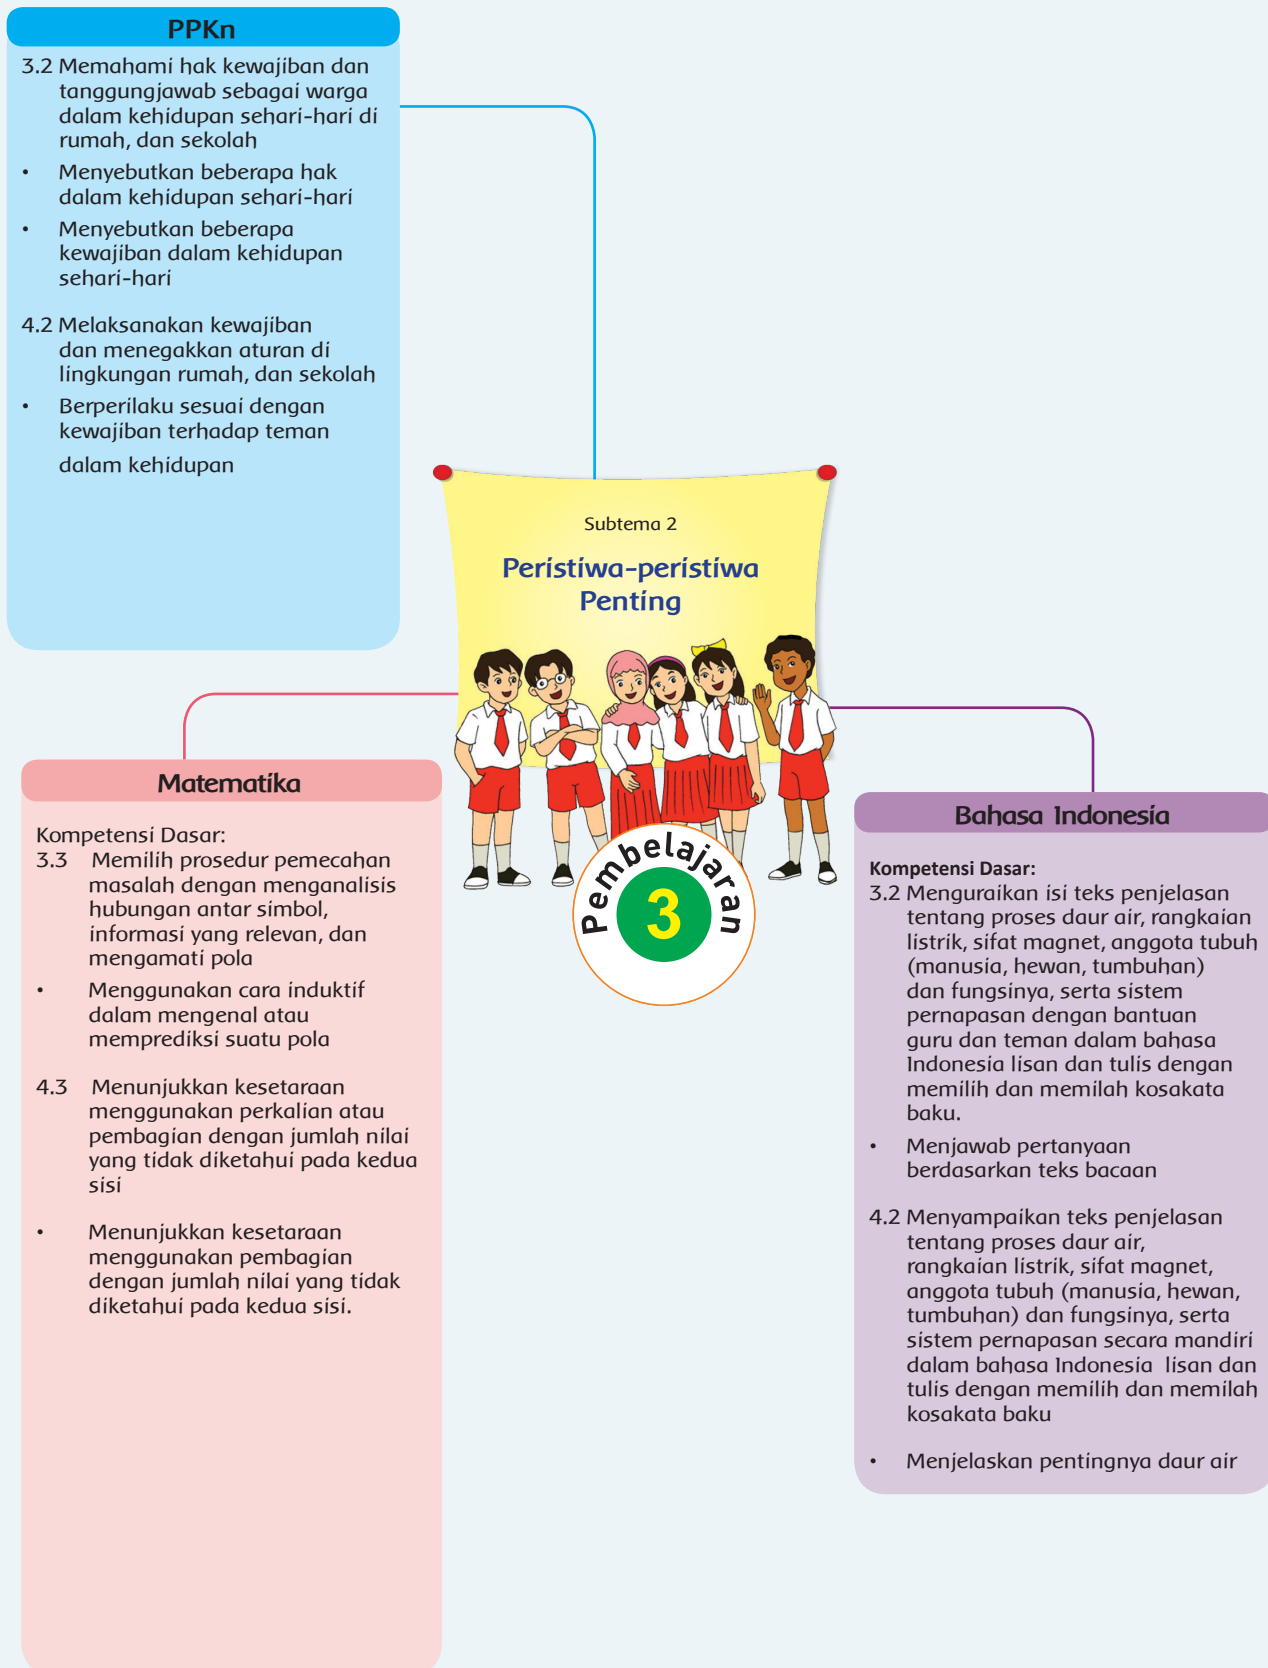 PPKn
3.2 Memahami hak kewajiban dan
tanggungjawab sebagai warga
dalam kehidupan sehari-hari di
rumah, dan sekolah
• Menyebutkan beberapa hak
dalam kehidupan sehari-hari
• Menyebutkan beberapa
kewajiban dalam kehidupan
sehari-hari
4.2 Melaksanakan kewajiban
dan menegakkan aturan di
lingkungan rumah, dan sekolah
• Berperilaku sesuai dengan
kewajiban terhadap teman
dalam kehidupan
Subtema 2
Peristiwa-peristiwa
Penting
Pembelajaran
3
Matematika
Kompetensi Dasar:
3.3 Memilih prosedur pemecahan
masalah dengan menganalisis
hubungan antar simbol,
informasi yang relevan, dan
mengamati pola
• Menggunakan cara induktif
dalam mengenal atau
memprediksi suatu pola
4.3 Menunjukkan kesetaraan
menggunakan perkalian atau
pembagian dengan jumlah nilai
yang tidak diketahui pada kedua
sisi
• Menunjukkan kesetaraan
menggunakan pembagian
dengan jumlah nilai yang tidak
diketahui pada kedua sisi.
Bahasa Indonesia
Kompetensi Dasar:
3.2 Menguraikan isi teks penjelasan
tentang proses daur air, rangkaian
listrik, sifat magnet, anggota tubuh
(manusia, hewan, tumbuhan)
dan fungsinya, serta sistem
pernapasan dengan bantuan
guru dan teman dalam bahasa
Indonesia lisan dan tulis dengan
memilih dan memilah kosakata
baku.
• Menjawab pertanyaan
berdasarkan teks bacaan
4.2 Menyampaikan teks penjelasan
tentang proses daur air,
rangkaian listrik, sifat magnet,
anggota tubuh (manusia, hewan,
tumbuhan) dan fungsinya, serta
sistem pernapasan secara mandiri
dalam bahasa Indonesia lisan dan
tulis dengan memilih dan memilah
kosakata baku
• Menjelaskan pentingnya daur air